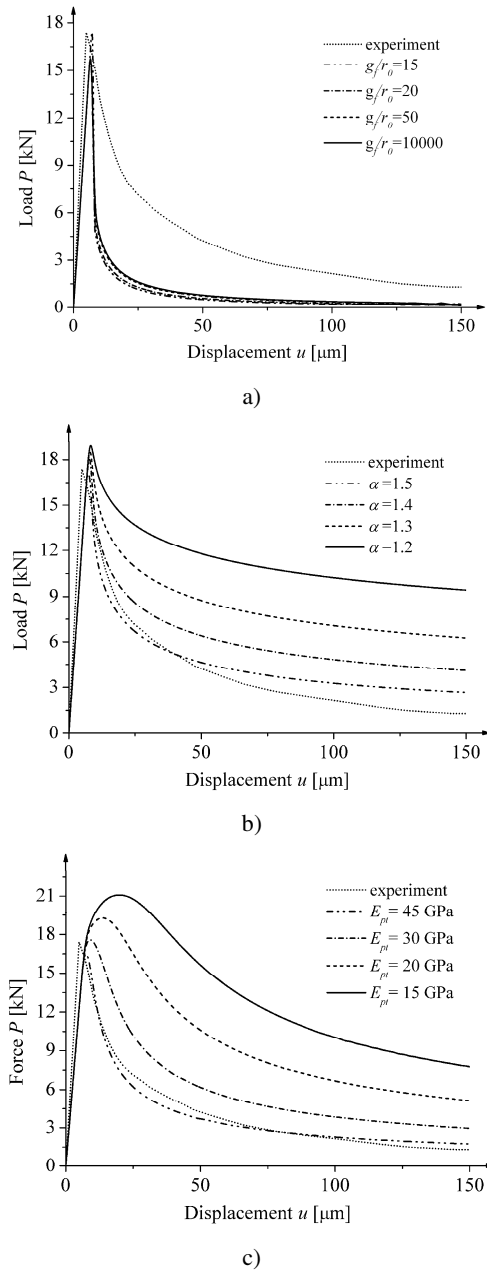 18
15
12
9
6
3
0
Load P [kN]
experiment
g_f/r_0=15
g_f/r_0=20
g_f/r_0=50
g_f/r_0=10000
0 50 100 150
Displacement u [μm]
a)
18
15
12
9
6
3
0
Load P [kN]
experiment
α=1.5
α=1.4
α=1.3
α−1.2
0 50 100 150
Displacement u [μm]
b)
21
18
15
12
9
6
3
0
Force P [kN]
experiment
E_pt= 45 GPa
E_pt= 30 GPa
E_pt= 20 GPa
E_pt= 15 GPa
0 50 100 150
Displacement u [μm]
c)